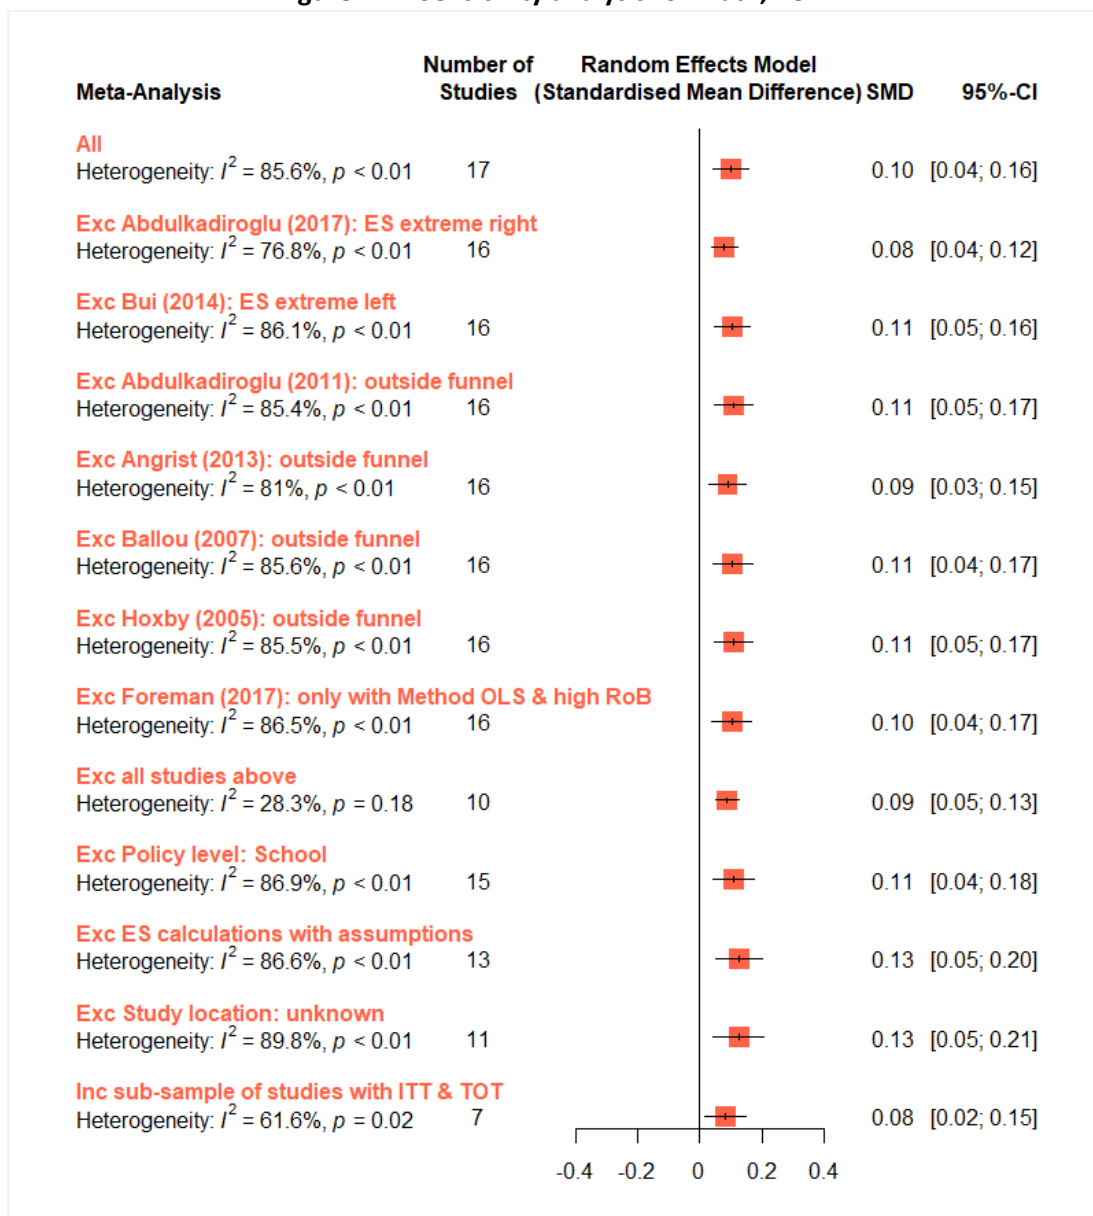 Number of Random Effects Model
Meta-Analysis Studies (Standardised Mean Difference) SMD 95%-CI
All
Heterogeneity: I² = 85.6%, p < 0.01 17 0.10 [0.04; 0.16]
Exc Abdulkadiroglu (2017): ES extreme right
Heterogeneity: I² = 76.8%, p < 0.01 16 0.08 [0.04; 0.12]
Exc Bui (2014): ES extreme left
Heterogeneity: I² = 86.1%, p < 0.01 16 0.11 [0.05; 0.16]
Exc Abdulkadiroglu (2011): outside funnel
Heterogeneity: I² = 85.4%, p < 0.01 16 0.11 [0.05; 0.17]
Exc Angrist (2013): outside funnel
Heterogeneity: I² = 81%, p < 0.01 16 0.09 [0.03; 0.15]
Exc Ballou (2007): outside funnel
Heterogeneity: I² = 85.6%, p < 0.01 16 0.11 [0.04; 0.17]
Exc Hoxby (2005): outside funnel
Heterogeneity: I² = 85.5%, p < 0.01 16 0.11 [0.05; 0.17]
Exc Foreman (2017): only with Method OLS & high RoB
Heterogeneity: I² = 86.5%, p < 0.01 16 0.10 [0.04; 0.17]
Exc all studies above
Heterogeneity: I² = 28.3%, p = 0.18 10 0.09 [0.05; 0.13]
Exc Policy level: School
Heterogeneity: I² = 86.9%, p < 0.01 15 0.11 [0.04; 0.18]
Exc ES calculations with assumptions
Heterogeneity: I² = 86.6%, p < 0.01 13 0.13 [0.05; 0.20]
Exc Study location: unknown
Heterogeneity: I² = 89.8%, p < 0.01 11 0.13 [0.05; 0.21]
Inc sub-sample of studies with ITT & TOT
Heterogeneity: I² = 61.6%, p = 0.02 7 0.08 [0.02; 0.15]
-0.4 -0.2 0 0.2 0.4